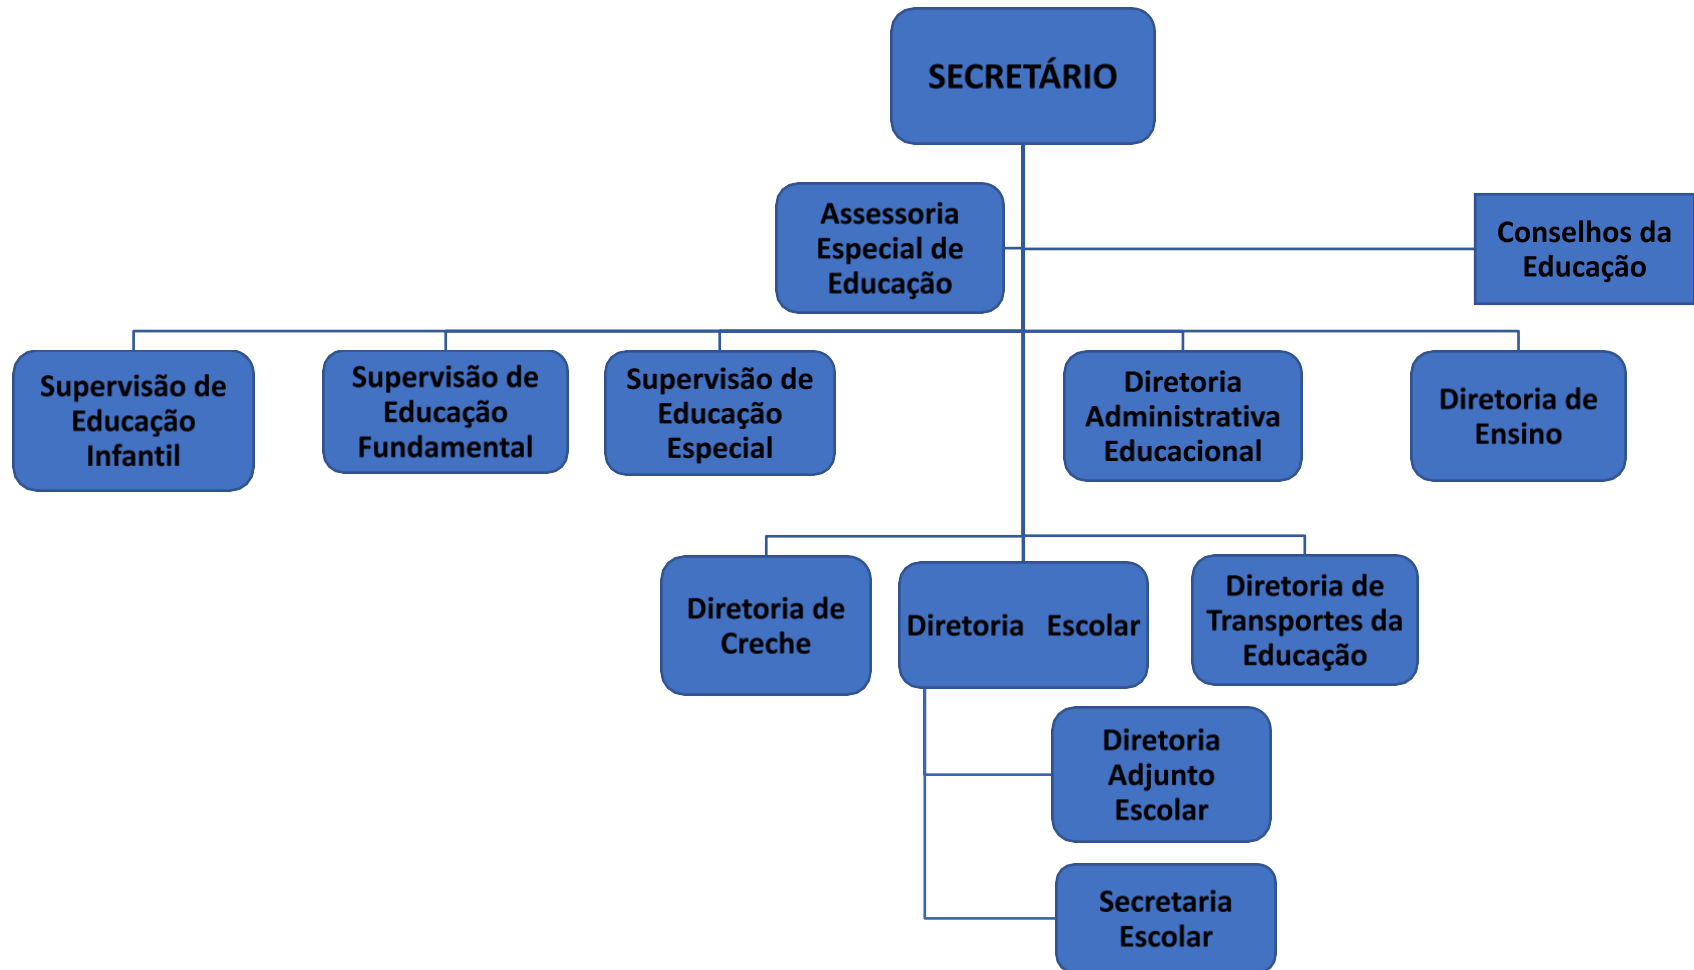 SECRETÁRIO
Assessoria
Especial de
Educação
Conselhos da
Educação
Supervisão de
Educação
Infantil
Supervisão de
Educação
Fundamental
Supervisão de
Educação
Especial
Diretoria
Administrativa
Educacional
Diretoria de
Ensino
Diretoria de
Creche
Diretoria Escolar
Diretoria de
Transportes da
Educação
Diretoria
Adjunto
Escolar
Secretaria
Escolar